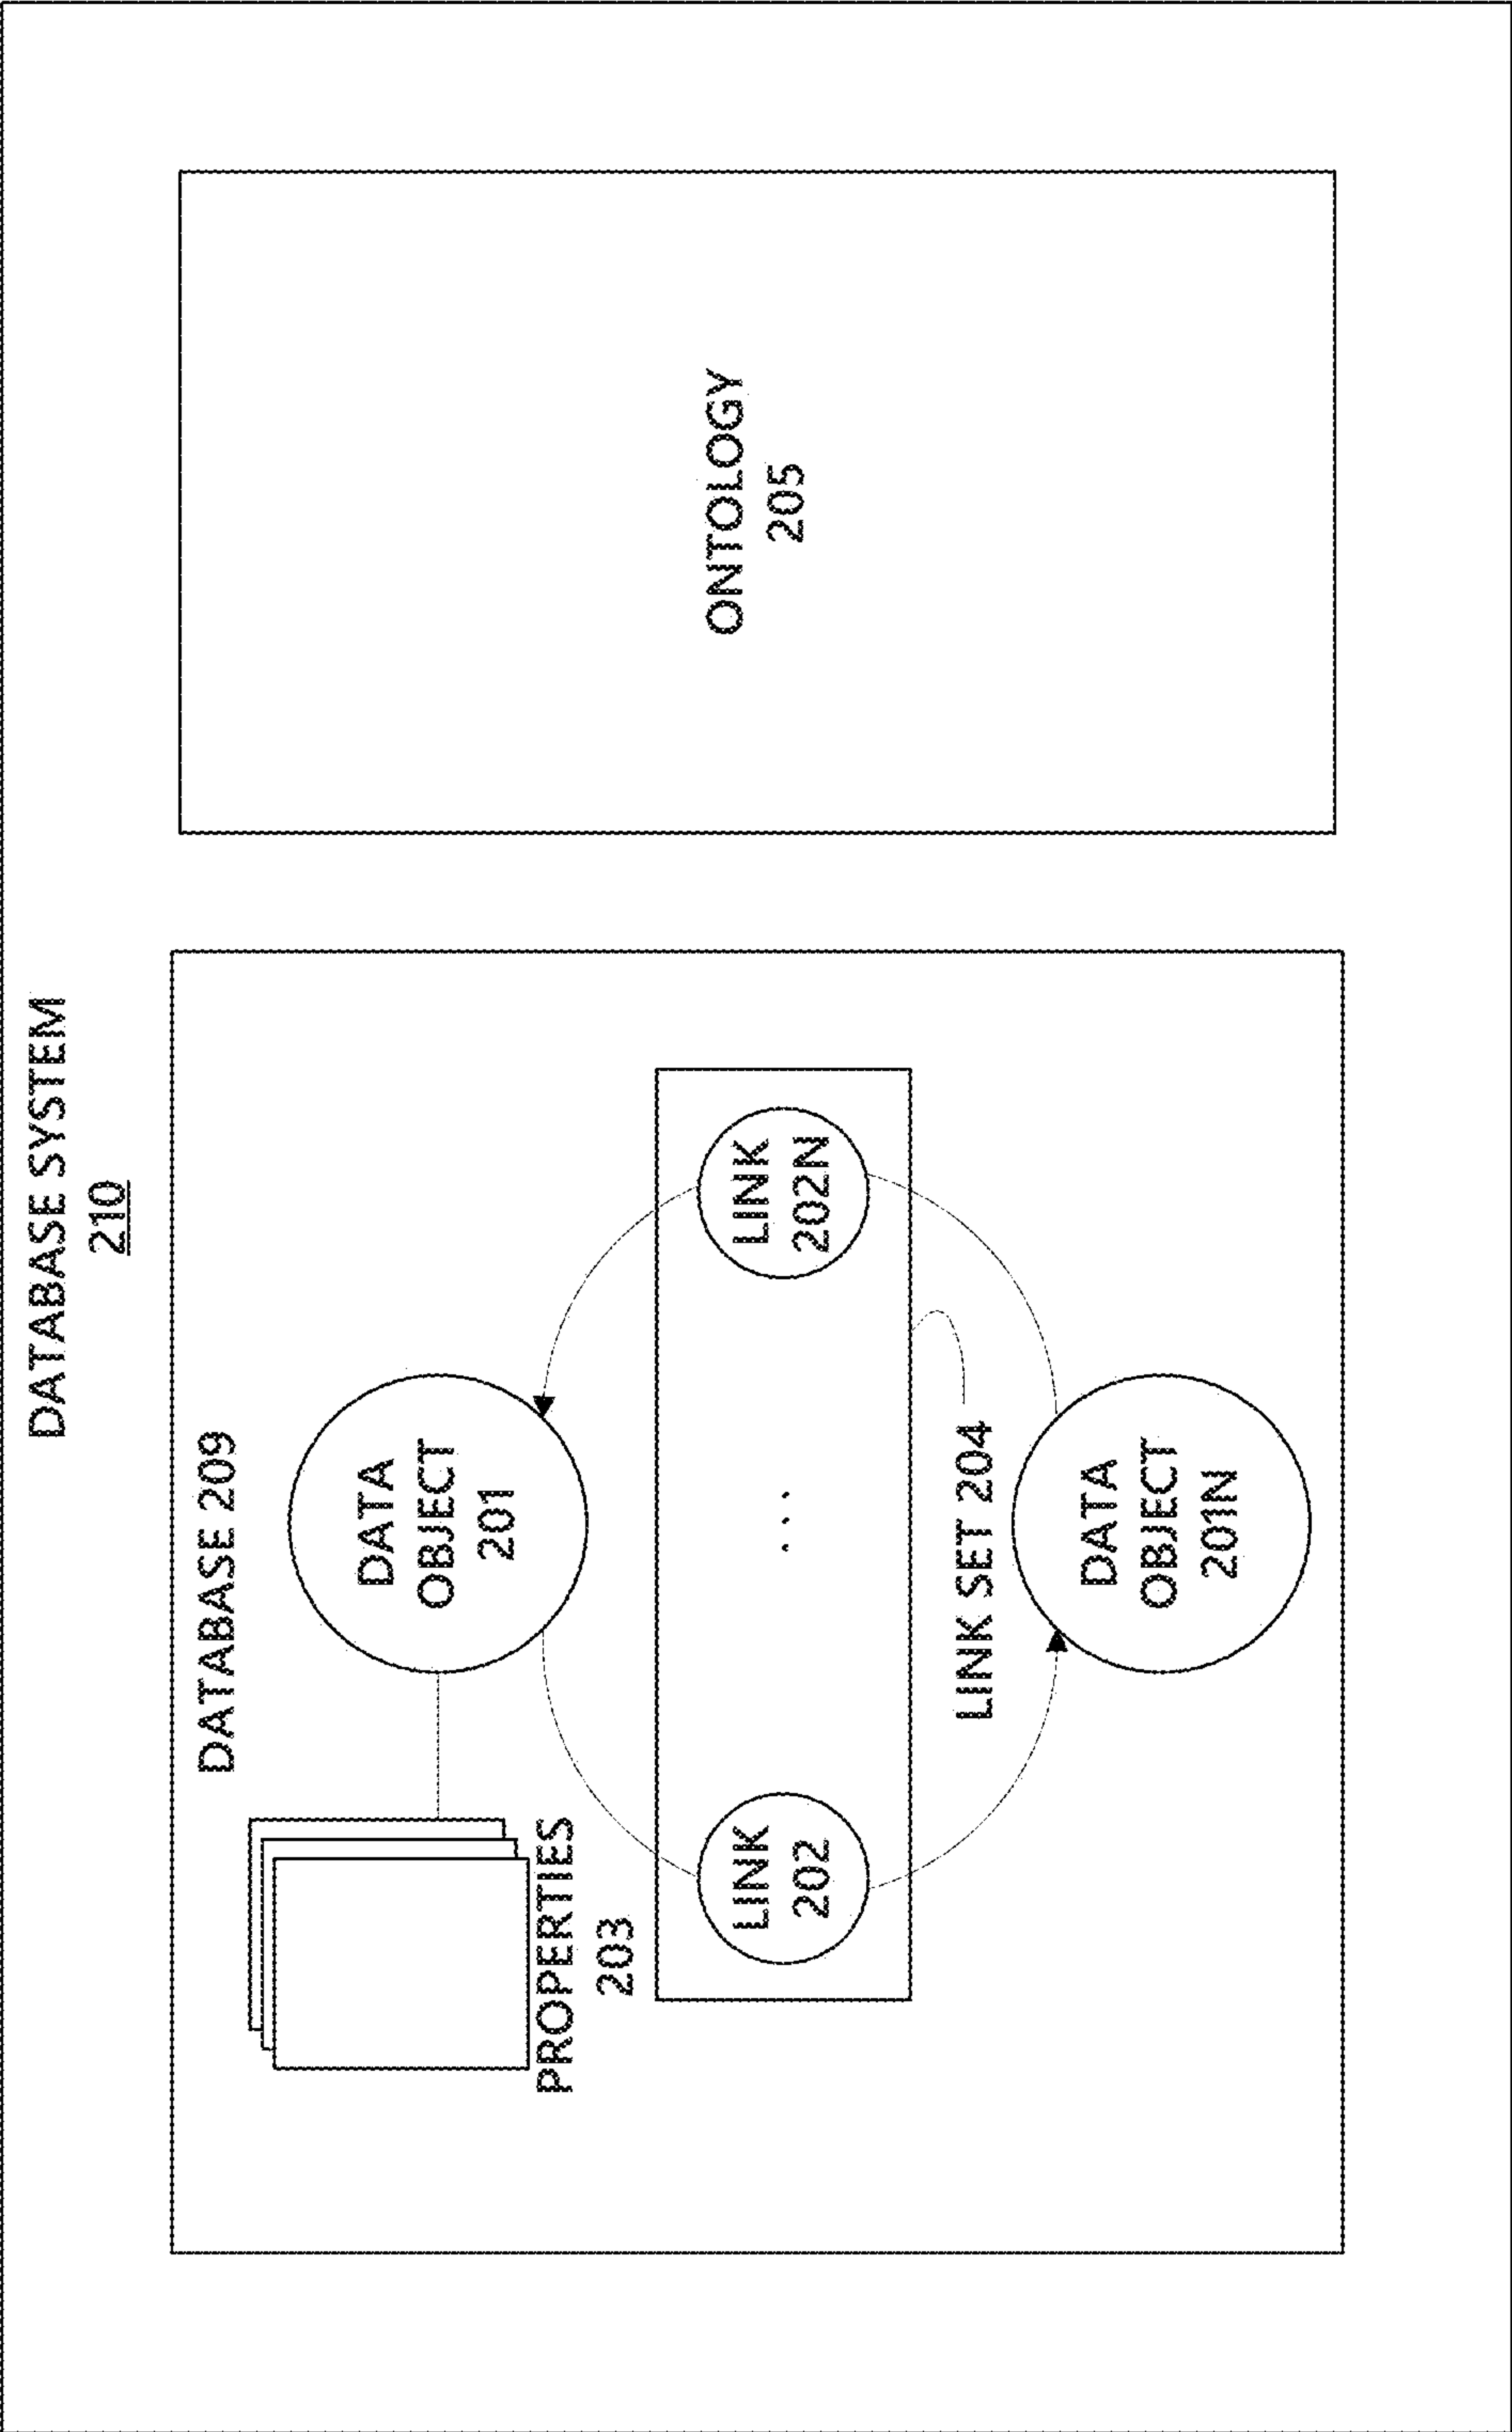 DATABASE SYSTEM
210
DATABASE 209
PROPERTIES
203
DATA
OBJECT
201
LINK
202
...
LINK
202N
LINK SET 204
DATA
OBJECT
201N
ONTOLOGY
205